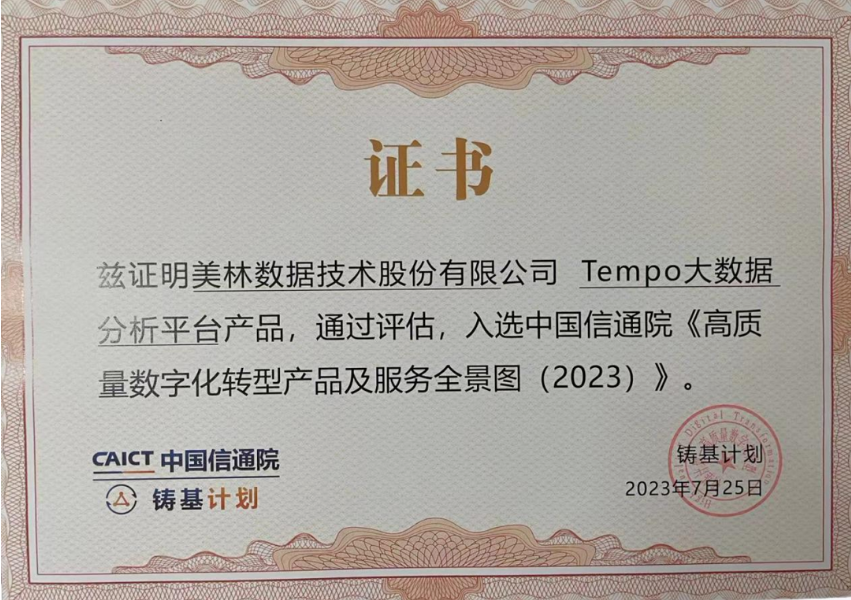 证书
兹证明美林数据技术股份有限公司 Tempo大数据
分析平台产品，通过评估，入选中国信通院《高质
量数字化转型产品及服务全景图（2023）》。
CAICT 中国信通院
铸基计划
铸基计划
2023年7月25日